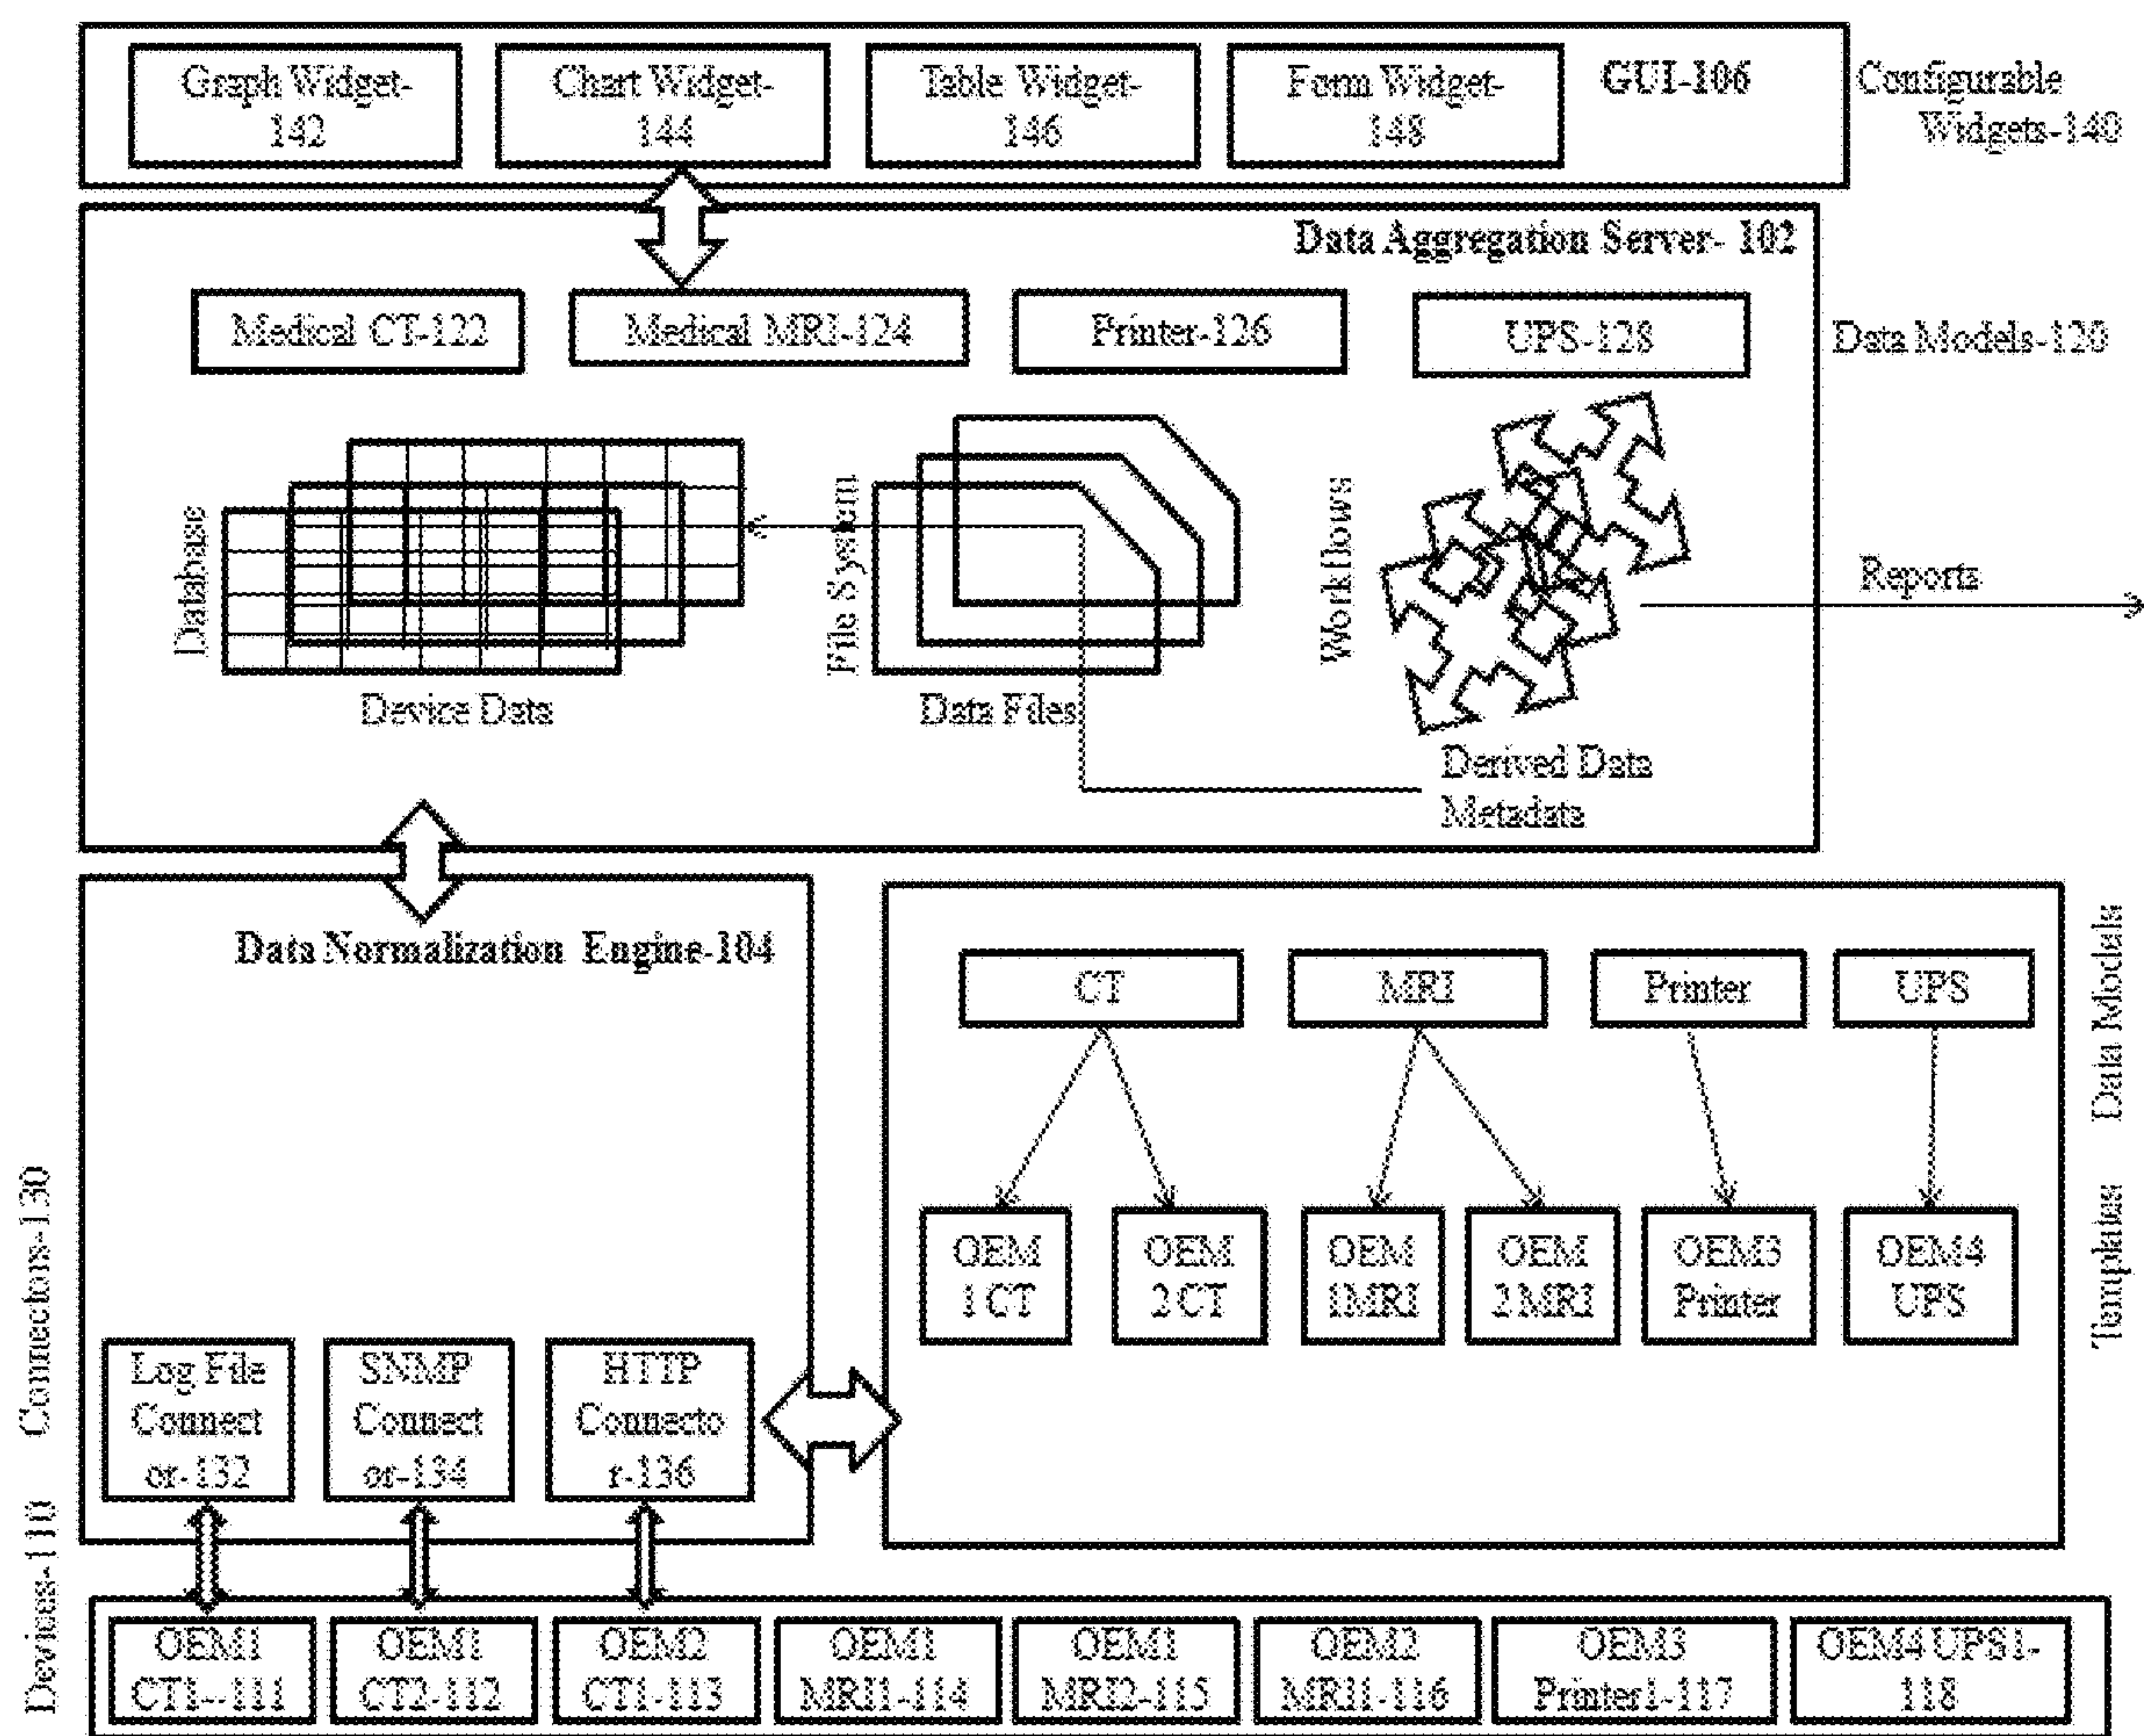 Graph Widget-
142
Chart Widget-
144
Table Widget-
146
Form Widget-
148
GUI-106
Configurable
Widgets-140
Data Aggregation Server- 102
Medical CT-122
Medical MRI-124
Printer-126
UPS-128
Data Models-120
Database
Device Data
File System
Data Files
Workflows
Derived Data
Metadata
Reports
Data Normalization Engine-104
CT
MRI
Printer
UPS
Data Models
OEM
1 CT
OEM
2 CT
OEM
1MRI
OEM
2 MRI
OEM3
Printer
OEM4
UPS
Templates
Connectors-130
Log File
Connect
or-132
SNMP
Connect
or-134
HTTP
Connecto
r-136
Devices-110
OEM1
CT1--111
OEM1
CT2-112
OEM2
CT1-113
OEM1
MRI1-114
OEM1
MRI2-115
OEM2
MRI1-116
OEM3
Printer1-117
OEM4 UPS1-
118